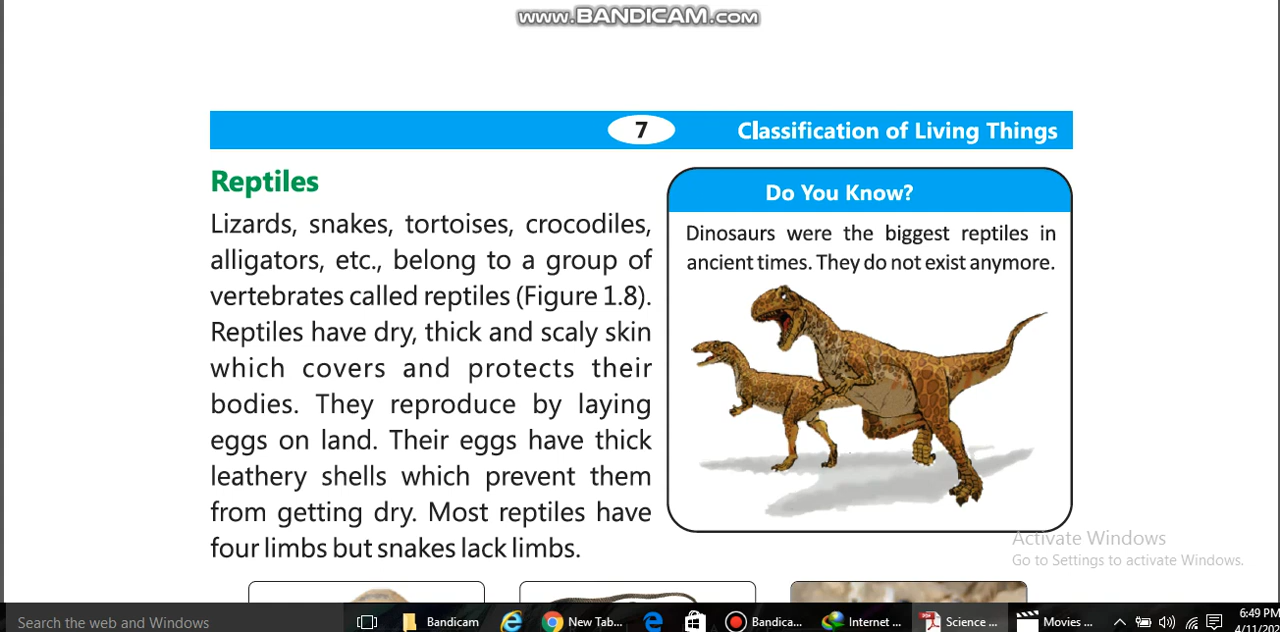 www.BANDICAM.com
7
Classification of Living Things
Reptiles
Lizards, snakes, tortoises, crocodiles,
alligators, etc., belong to a group of
vertebrates called reptiles (Figure 1.8).
Reptiles have dry, thick and scaly skin
which covers and protects their
bodies. They reproduce by laying
eggs on land. Their eggs have thick
leathery shells which prevent them
from getting dry. Most reptiles have
four limbs but snakes lack limbs.
Do You Know?
Dinosaurs were the biggest reptiles in
ancient times. They do not exist anymore.
Activate Windows
Go to Settings to activate Windows.
Search the web and Windows
Bandicam
New Tab...
Bandica...
Internet ...
Science ...
Movies ...
6:49 PM
4/11/202